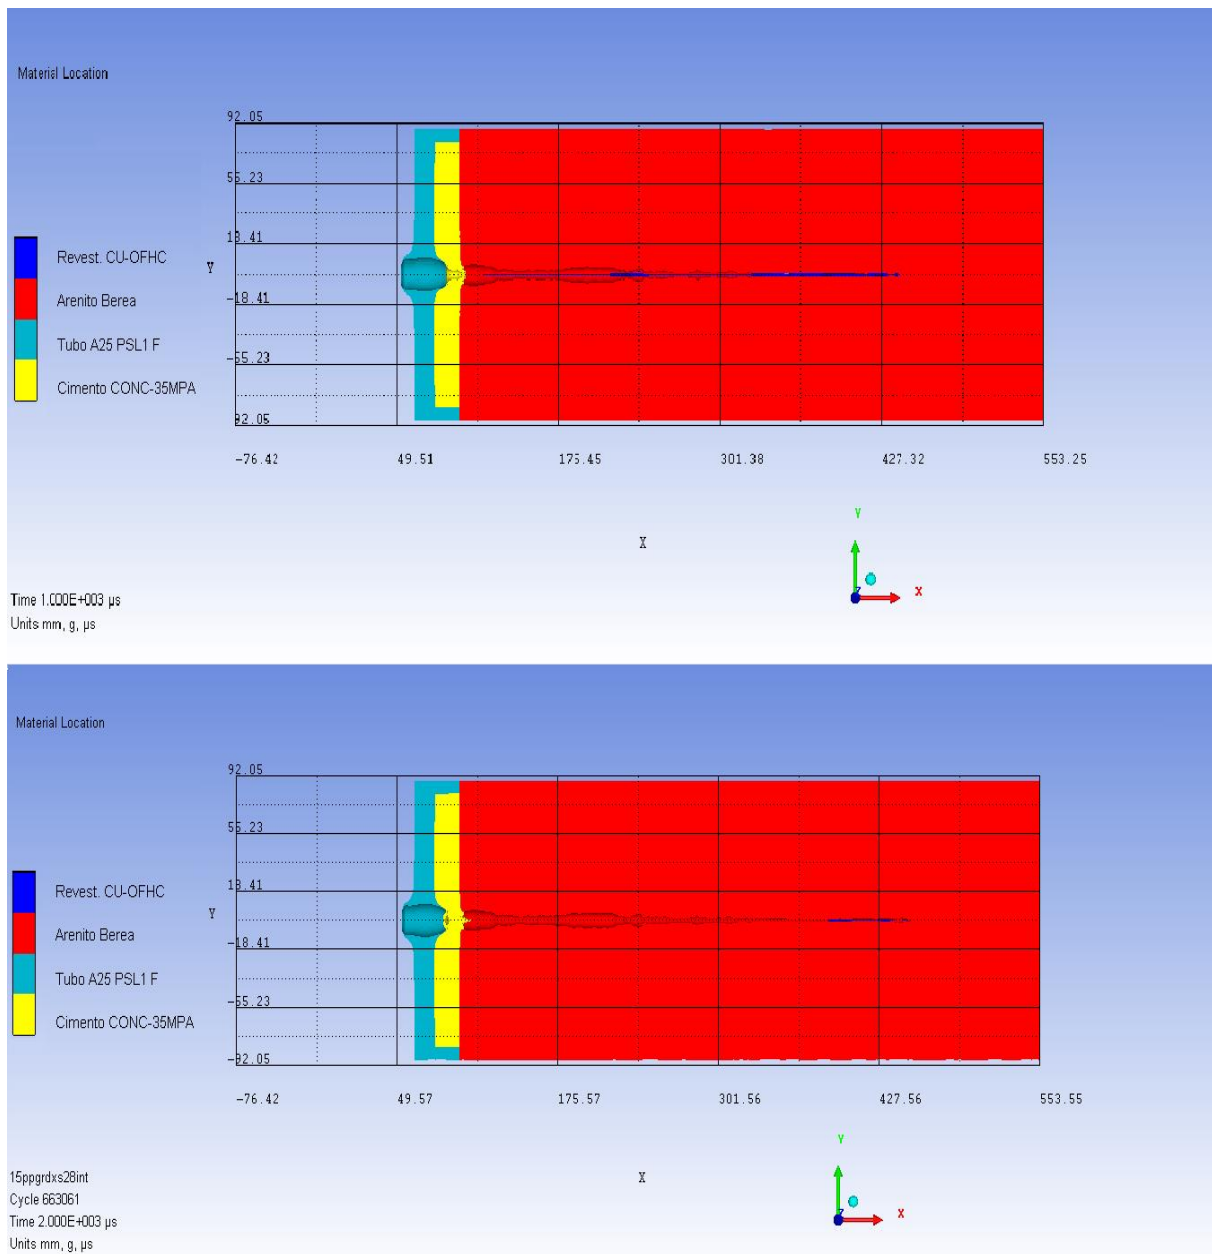 Material Location
92.05
55.23
18.41
Y
-18.41
-55.23
92.05
Revest. CU-OFHC
Arenito Berea
Tubo A25 PSL1 F
Cimento CONC-35MPA
-76.42 49.51 175.45 301.38 427.32 553.25
X
Y
Z
X
Time 1.000E+003 µs
Units mm, g, µs
Material Location
92.05
55.23
18.41
Y
-18.41
-55.23
-92.05
Revest. CU-OFHC
Arenito Berea
Tubo A25 PSL1 F
Cimento CONC-35MPA
-76.42 49.57 175.57 301.56 427.56 553.55
X
Y
Z
X
15ppgrdxs28int
Cycle 663061
Time 2.000E+003 µs
Units mm, g, µs